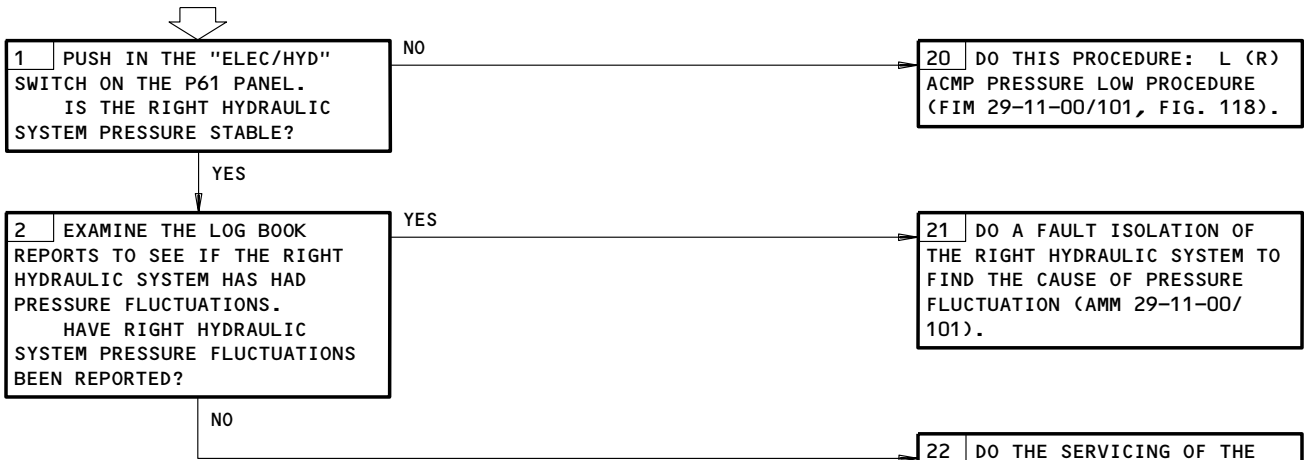 1 PUSH IN THE "ELEC/HYD"
SWITCH ON THE P61 PANEL.
IS THE RIGHT HYDRAULIC
SYSTEM PRESSURE STABLE?
NO
20 DO THIS PROCEDURE: L (R)
ACMP PRESSURE LOW PROCEDURE
(FIM 29-11-00/101, FIG. 118).
YES
2 EXAMINE THE LOG BOOK
REPORTS TO SEE IF THE RIGHT
HYDRAULIC SYSTEM HAS HAD
PRESSURE FLUCTUATIONS.
HAVE RIGHT HYDRAULIC
SYSTEM PRESSURE FLUCTUATIONS
BEEN REPORTED?
YES
21 DO A FAULT ISOLATION OF
THE RIGHT HYDRAULIC SYSTEM TO
FIND THE CAUSE OF PRESSURE
FLUCTUATION (AMM 29-11-00/
101).
NO
22 DO THE SERVICING OF THE